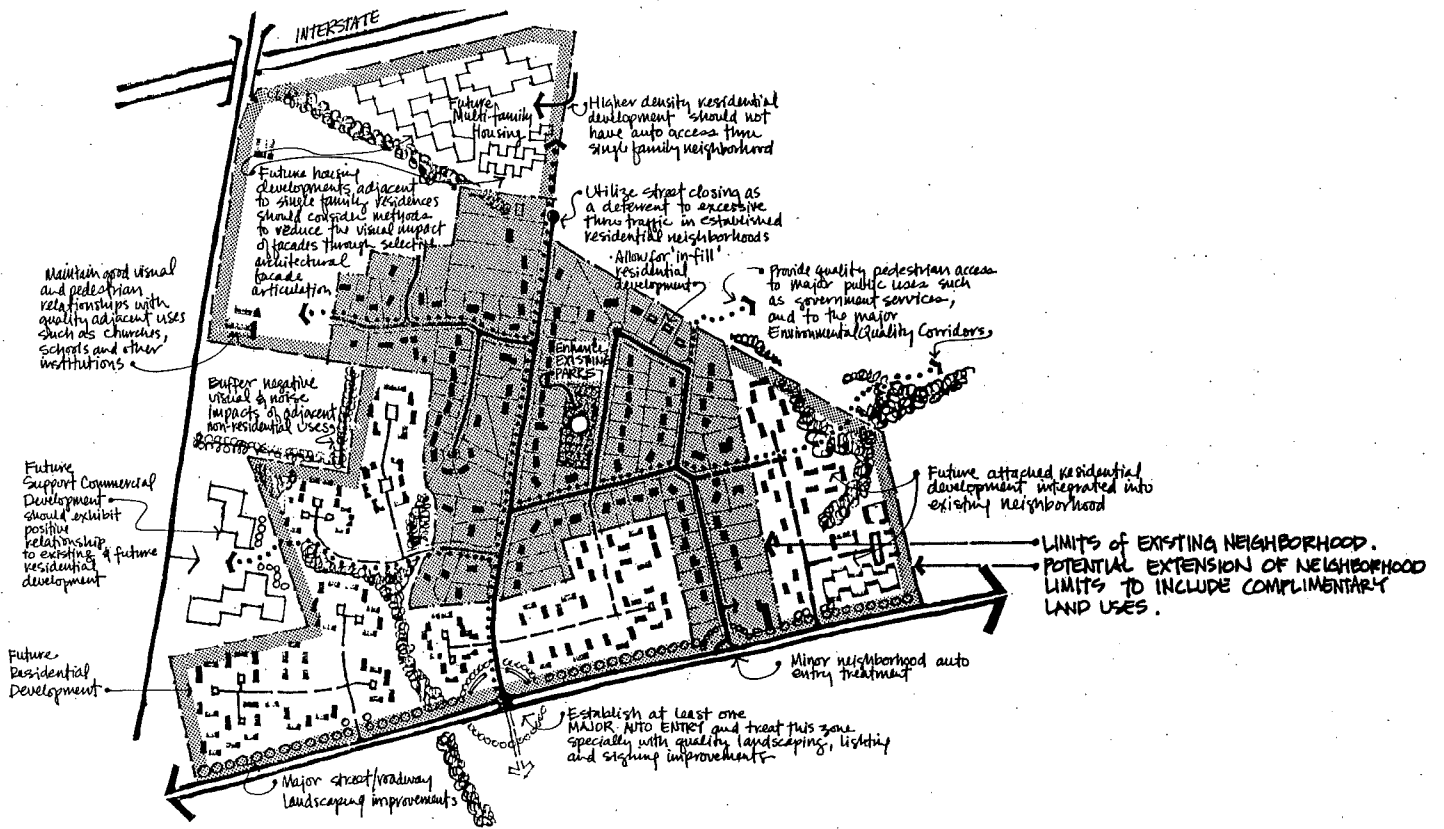 INTERSTATE
Future
Multi-family
Housing
Higher density residential
development should not
have auto access thru
single family neighborhood
Future housing
developments adjacent
to single family residences
should consider methods
to reduce the visual impact
of facades through selective
architectural
facade
articulation
Utilize street closing as
a deterrent to excessive
thru traffic in established
residential neighborhoods
Allow for 'in-fill'
residential
development
Provide quality pedestrian access
to major public uses such
as government services,
and to the major
Environmental Quality Corridors
Maintain good visual
and pedestrian
relationships with
quality adjacent uses
such as churches,
schools and other
institutions
Enhance
EXISTING
PARKS
Buffer negative
visual & noise
impacts of adjacent
non-residential uses
Future
Support Commercial
Development
should exhibit
positive
relationship
to existing & future
residential
development
Future attached residential
development integrated into
existing neighborhood
LIMITS of EXISTING NEIGHBORHOOD.
POTENTIAL EXTENSION OF NEIGHBORHOOD
LIMITS TO INCLUDE COMPLIMENTARY
LAND USES.
Future
Residential
Development
Minor neighborhood auto
entry treatment
Establish at least one
MAJOR AUTO ENTRY and treat this zone
specially with quality landscaping, lighting
and signing improvements
Major street/roadway
landscaping improvements